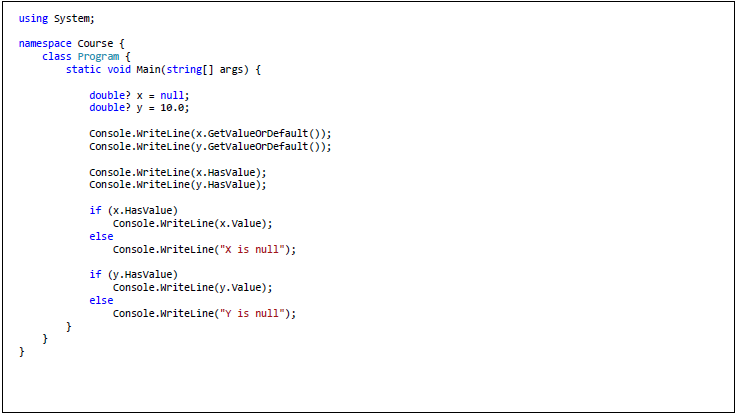 using System;
namespace Course {
class Program {
static void Main(string[] args) {
double? x = null;
double? y = 10.0;
Console.WriteLine(x.GetValueOrDefault());
Console.WriteLine(y.GetValueOrDefault());
Console.WriteLine(x.HasValue);
Console.WriteLine(y.HasValue);
if (x.HasValue)
Console.WriteLine(x.Value);
else
Console.WriteLine("X is null");
if (y.HasValue)
Console.WriteLine(y.Value);
else
Console.WriteLine("Y is null");
}
}
}